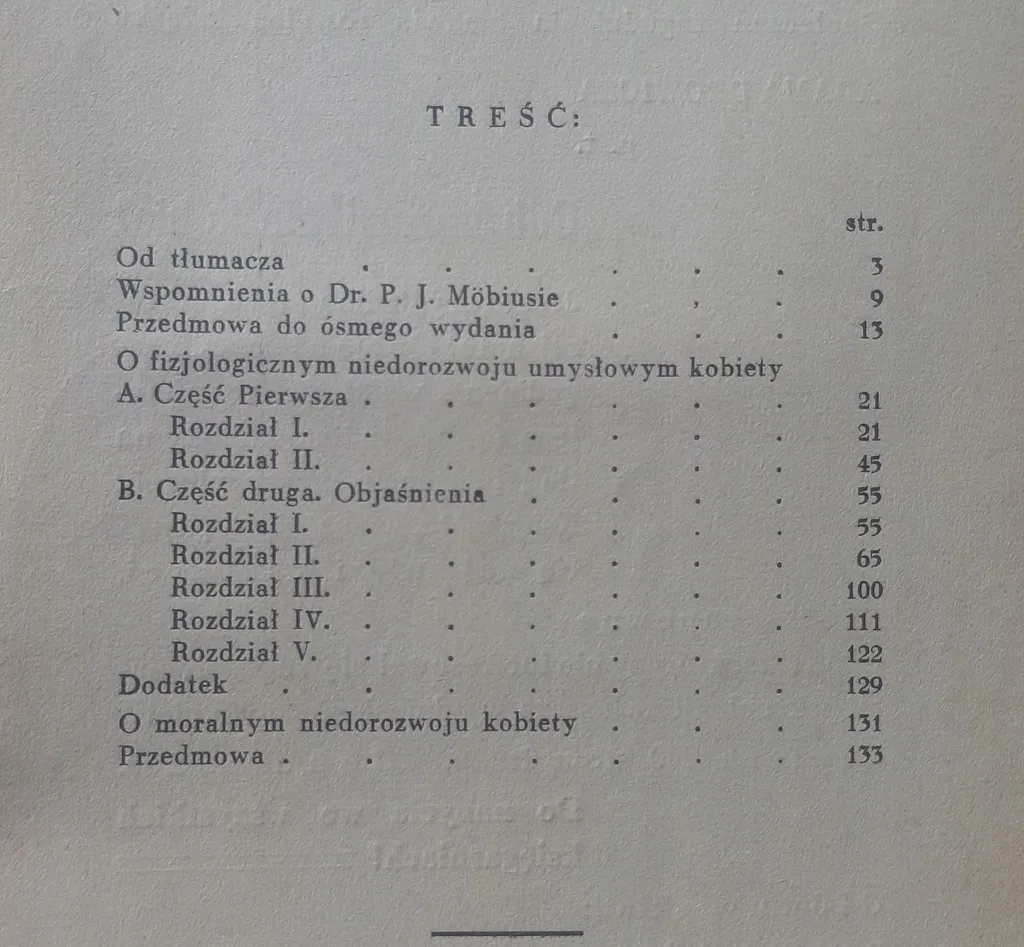 TREŚĆ:
str.
Od tłumacza . . . . . . 3
Wspomnienia o Dr. P. J. Möbiusie . , . 9
Przedmowa do ósmego wydania . . . 13
O fizjologicznym niedorozwoju umysłowym kobiety
A. Część Pierwsza . . . . . . 21
Rozdział I. . . . . . . 21
Rozdział II. . . . . . . 45
B. Część druga. Objaśnienia . . . . 55
Rozdział I. . . . . . . 55
Rozdział II. . . . . . . 65
Rozdział III. . . . . . . 100
Rozdział IV. . . . . . . 111
Rozdział V. . . . . . . 122
Dodatek . . . . . . . 129
O moralnym niedorozwoju kobiety . . . 131
Przedmowa . . . . . . . 133